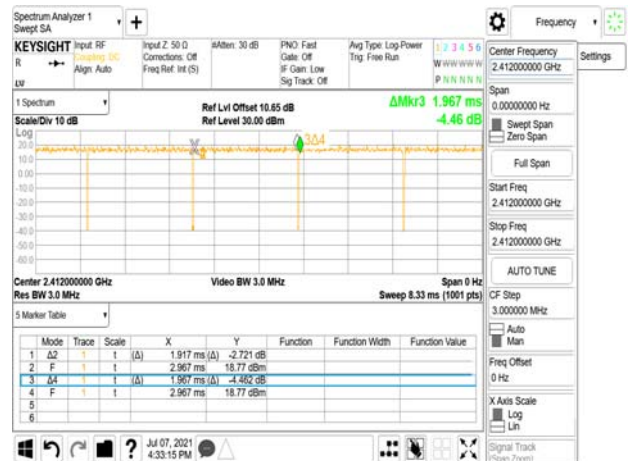 Spectrum Analyzer 1
Swept SA
Frequency
KEYSIGHT
R
Input: RF
Coupling: DC
Align: Auto
Input Z: 50 Ω
Corrections: Off
Freq Ref: Int (S)
#Atten: 30 dB
PNO: Fast
Gate: Off
IF Gain: Low
Sig Track: Off
Avg Type: Log-Power
Trig: Free Run
1 2 3 4 5 6
W W W W W W
P N N N N N
Center Frequency
2.412000000 GHz
Settings
Span
0.00000000 Hz
Swept Span
Zero Span
Full Span
Start Freq
2.412000000 GHz
Stop Freq
2.412000000 GHz
AUTO TUNE
CF Step
3.000000 MHz
Auto
Man
Freq Offset
0 Hz
X Axis Scale
Log
Lin
Signal Track
(Span Zoom)
1 Spectrum
Scale/Div 10 dB
Ref Lvl Offset 10.65 dB
Ref Level 30.00 dBm
ΔMkr3 1.967 ms
-4.46 dB
Log
20.0
10.0
0.00
-10.0
-20.0
-30.0
-40.0
-50.0
-60.0
3Δ4
Center 2.412000000 GHz
Res BW 3.0 MHz
Video BW 3.0 MHz
Span 0 Hz
Sweep 8.33 ms (1001 pts)
5 Marker Table
Mode Trace Scale X Y Function Function Width Function Value
1 Δ2 1 t (Δ) 1.917 ms (Δ) -2.721 dB
2 F 1 t 2.967 ms 18.77 dBm
3 Δ4 1 t (Δ) 1.967 ms (Δ) -4.462 dB
4 F 1 t 2.967 ms 18.77 dBm
5
6
?
Jul 07, 2021
4:33:15 PM